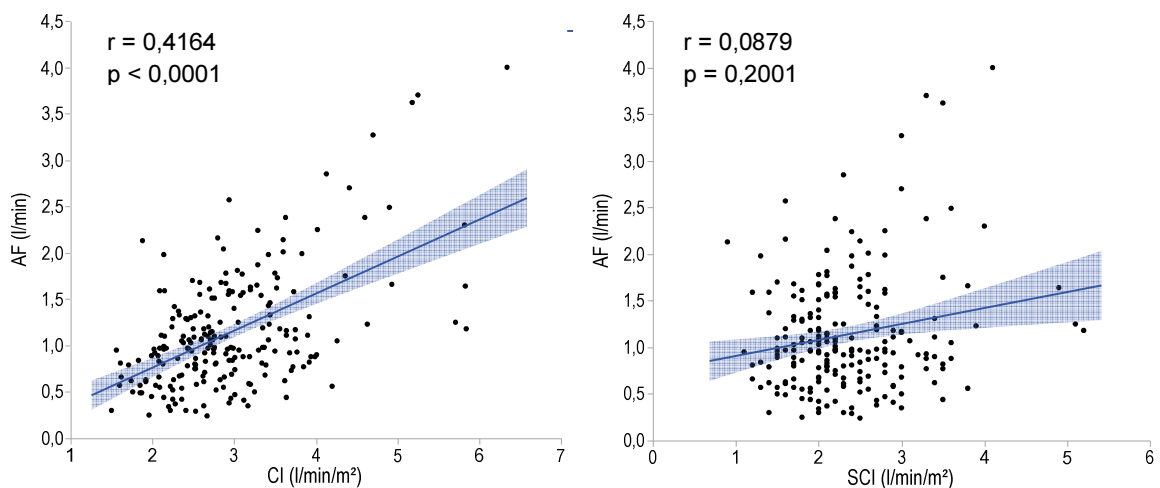 r = 0,4164
p < 0,0001
4,5
4,0
3,5
3,0
2,5
2,0
1,5
1,0
0,5
0,0
AF (l/min)
1 2 3 4 5 6 7
CI (l/min/m²)
r = 0,0879
p = 0,2001
4,5
4,0
3,5
3,0
2,5
2,0
1,5
1,0
0,5
0,0
AF (l/min)
0 1 2 3 4 5 6
SCI (l/min/m²)